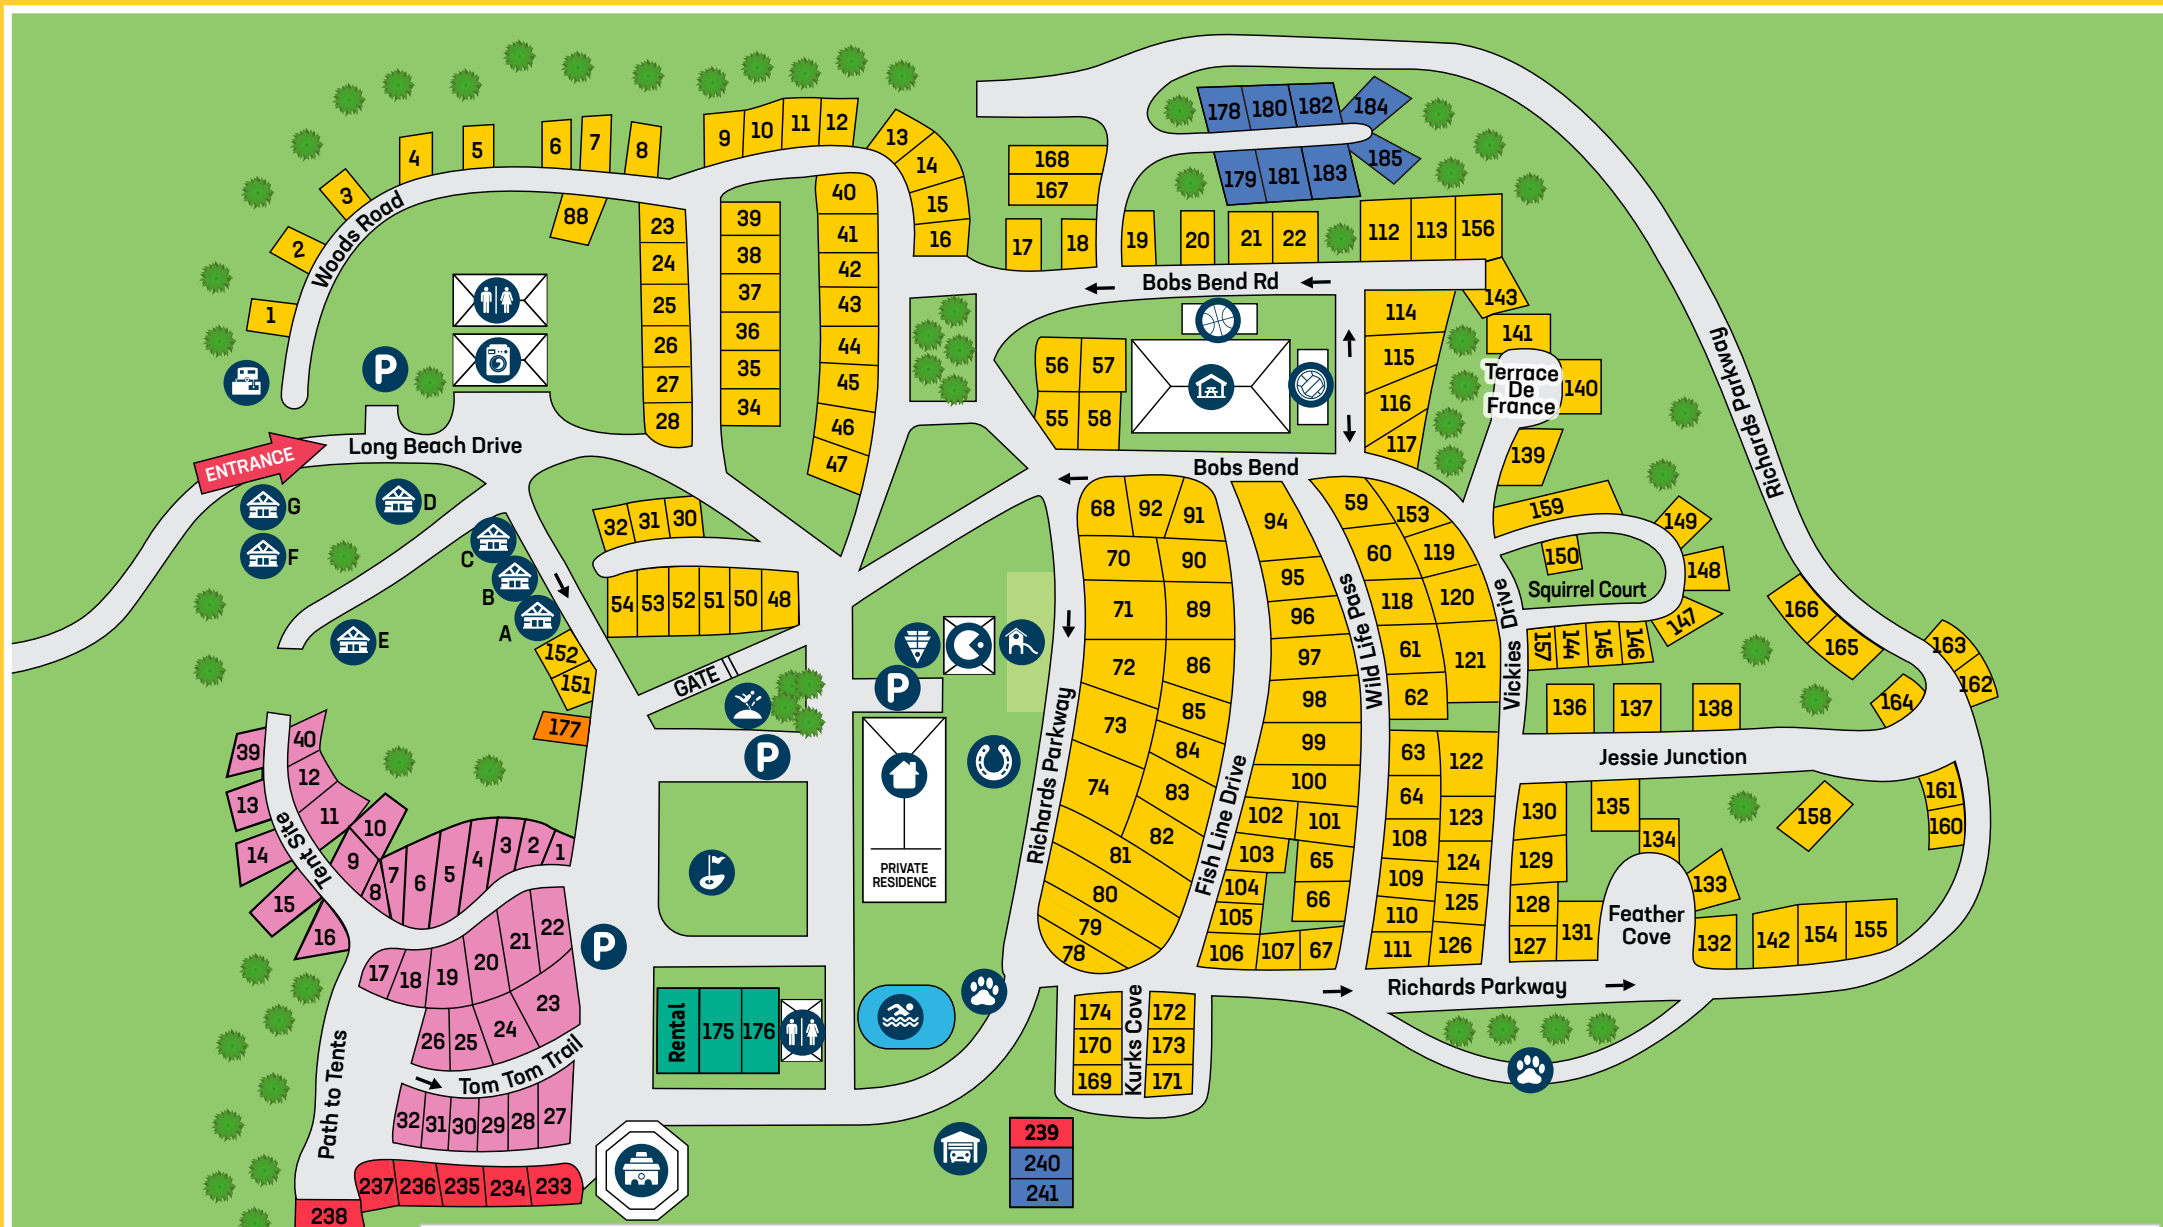 178 180 182 184
179 181 183 185
9 10 11 12
4 5 6 7 8
13
14
15
16
168
167
3
2
1
Woods Road
88
23
24
25
26
27
28
39
38
37
36
35
34
40
41
42
43
44
45
46
47
17 18 19 20 21 22
112 113 156
Bobs Bend Rd
143
141
140
139
Terrace
De
France
114
115
116
117
56 57
55 58
Richards Parkway
P
ENTRANCE
Long Beach Drive
Bobs Bend
G
F
D
C
B
A
E
32 31 30
54 53 52 51 50 48
152
151
177
GATE
P
P
PRIVATE
RESIDENCE
68 92 91
70 90
71 89
72 86
73 85
84
74 83
82
81
80
79
78
Richards Parkway
Fish Line Drive
94
95
96
97
98
99
100
102 101
103 65
104 66
105
106 107 67
Wild Life Pass
59 153
60 119
118 120
61 121
62
63 122
64 123
108 124
109 125
110 126
111
Vickies Drive
159
149
150
148
Squirrel Court
147
157 144 145 146
136 137 138
166
165
163
162
164
Jessie Junction
161
160
130 135
134
129
158
133
128
131
127
Feather
Cove
132 142 154 155
Richards Parkway
174 172
170 173
169 171
Kurks Cove
239
240
241
39 40
12
13 11
10
14
9 8 7 6 5 4 3 2 1
15
16
Tent Site
17 18 19 20 21 22
23
26 25 24
Tom Tom Trail
32 31 30 29 28 27
Path to Tents
237 236 235 234 233
238
P
Rental 175 176